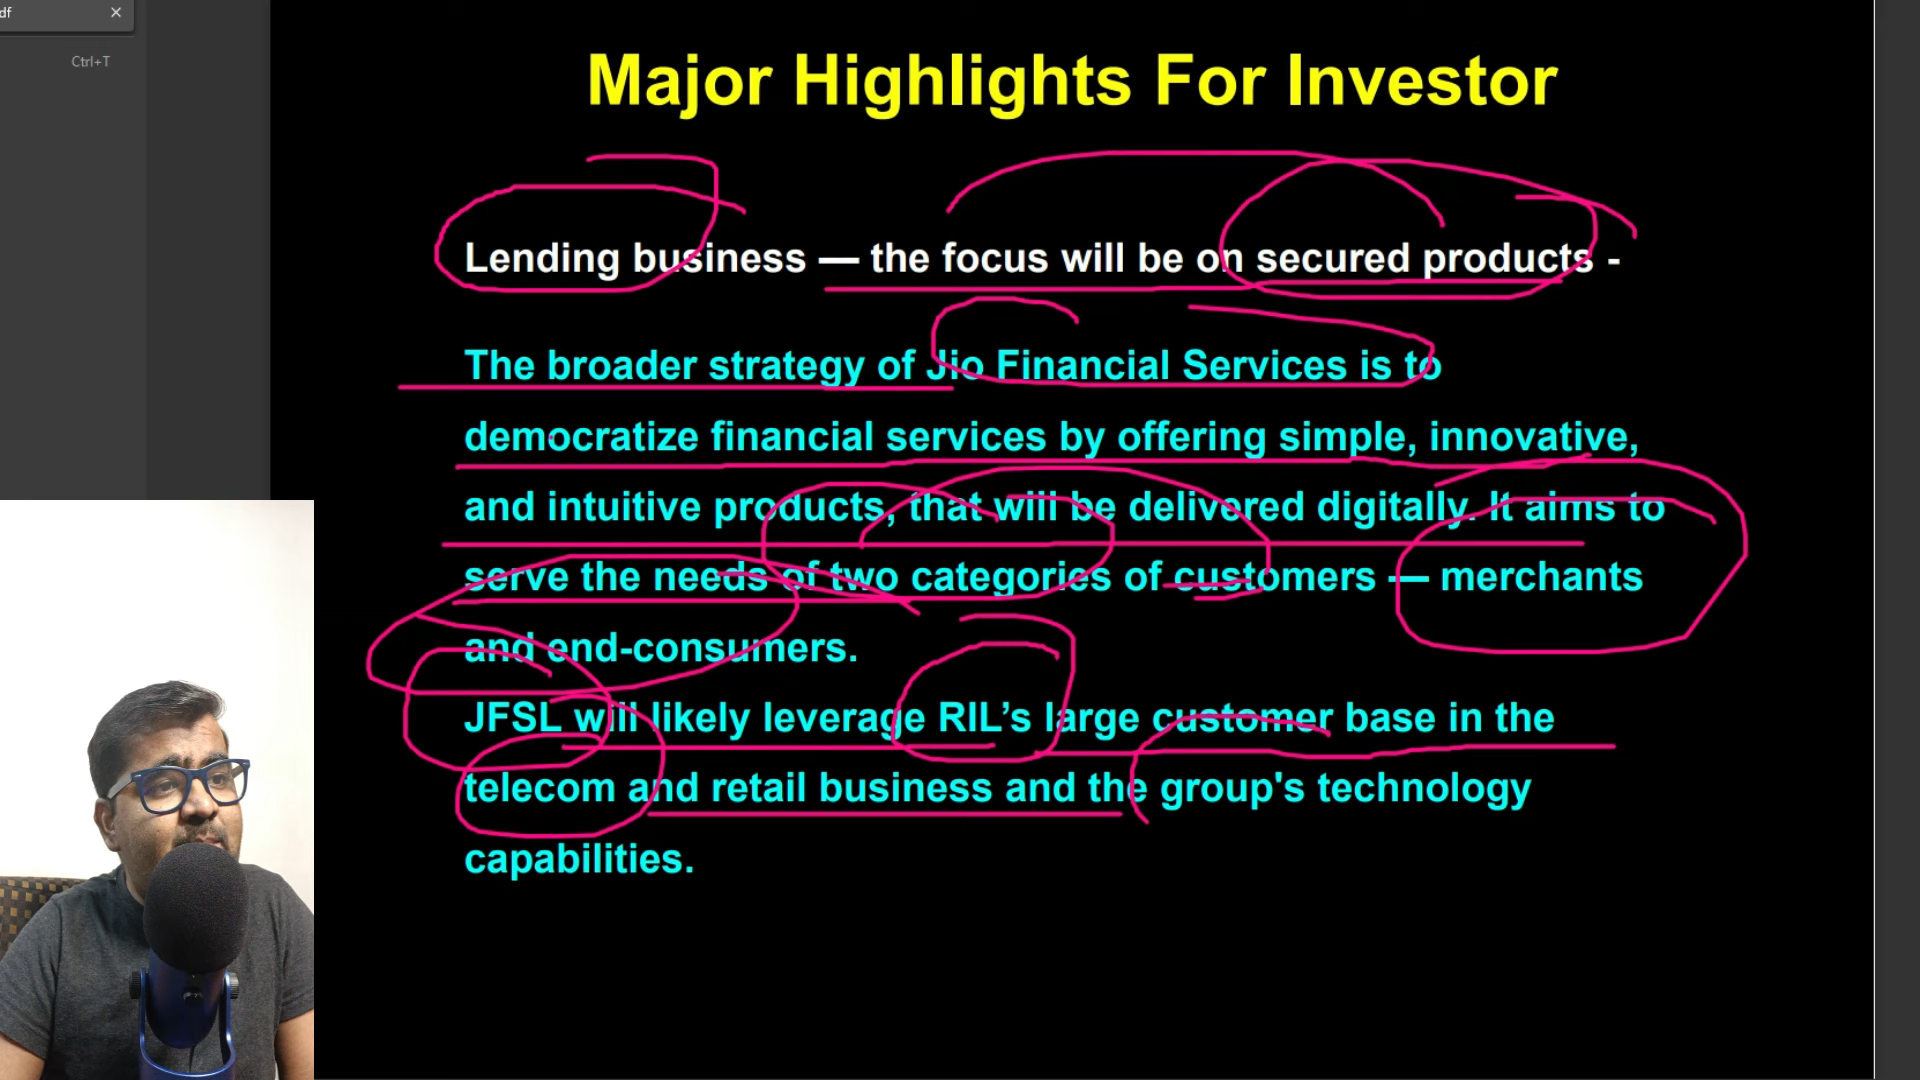 df ×
Ctrl+T
Major Highlights For Investor
Lending business — the focus will be on secured products -
The broader strategy of Jio Financial Services is to
democratize financial services by offering simple, innovative,
and intuitive products, that will be delivered digitally. It aims to
serve the needs of two categories of customers — merchants
and end-consumers.
JFSL will likely leverage RIL’s large customer base in the
telecom and retail business and the group's technology
capabilities.